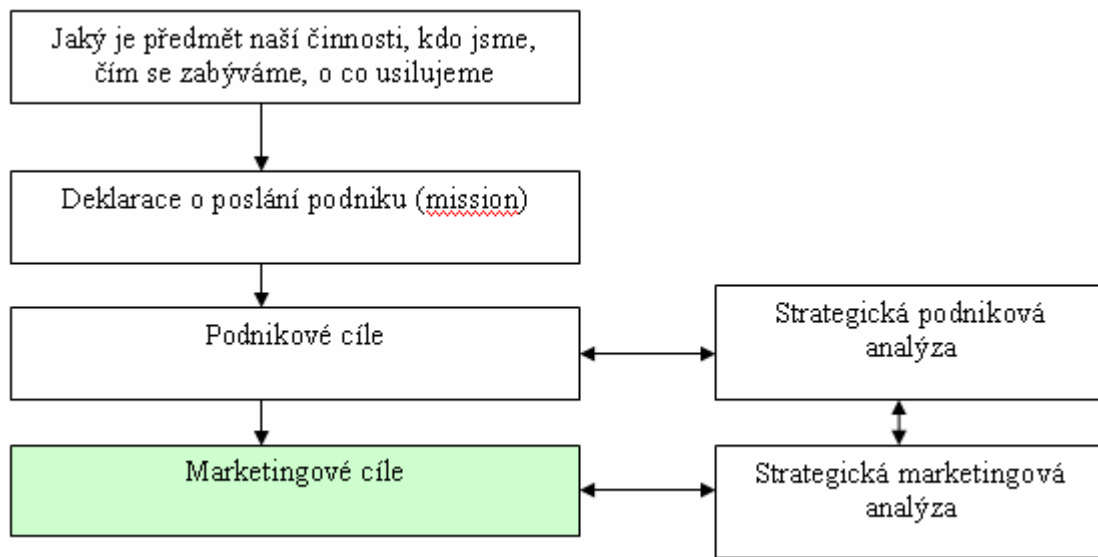 Jaký je předmět naší činnosti, kdo jsme,
čím se zabýváme, o co usilujeme
Deklarace o poslání podniku (mission)
Podnikové cíle
Strategická podniková
analýza
Marketingové cíle
Strategická marketingová
analýza